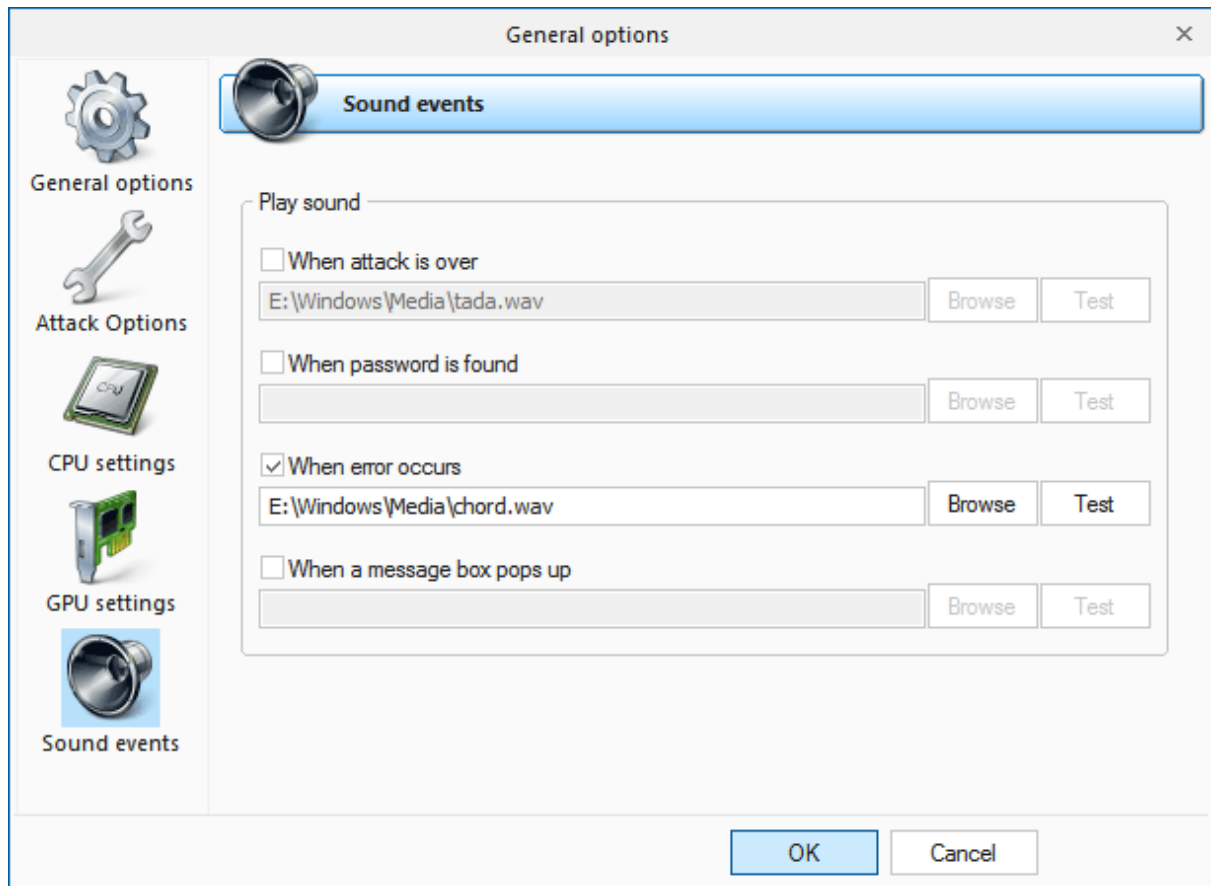 General options
General options
Attack Options
CPU
CPU settings
GPU settings
Sound events
Sound events
Play sound
When attack is over
E:\Windows\Media\tada.wav Browse Test
When password is found
Browse Test
When error occurs
E:\Windows\Media\chord.wav Browse Test
When a message box pops up
Browse Test
OK Cancel